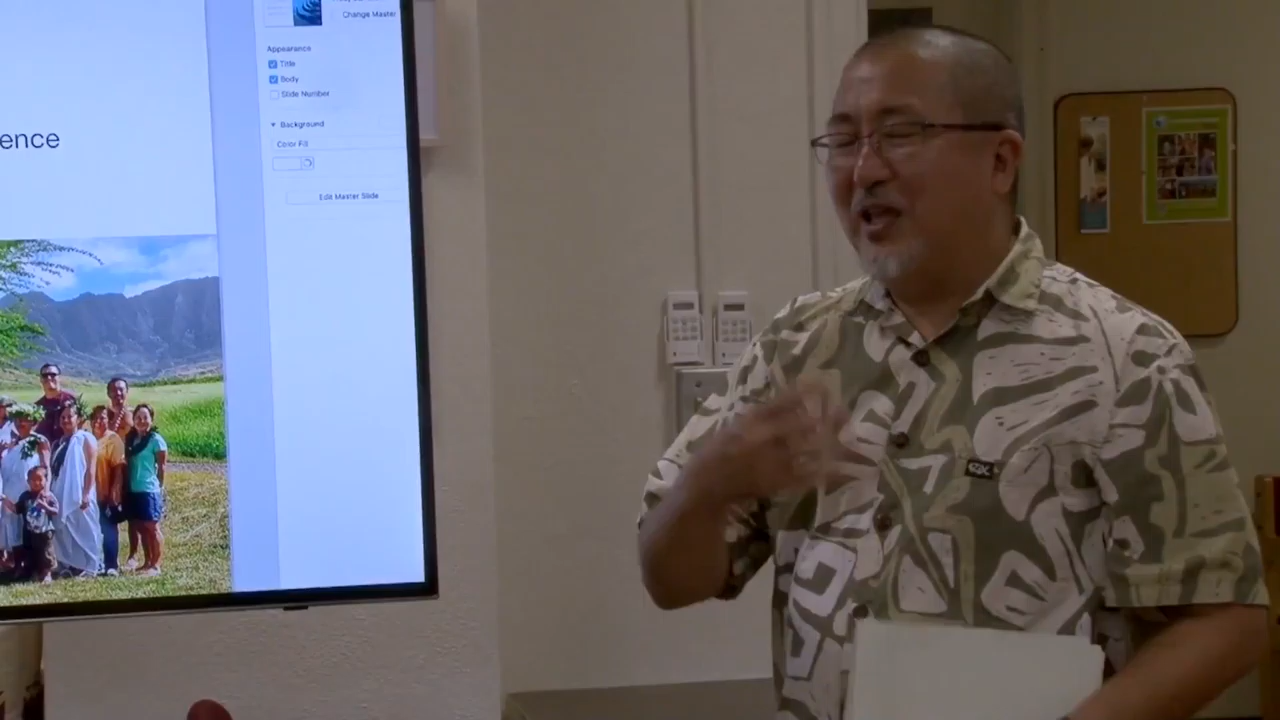 Change Master
Appearance
Title
Body
Slide Number
Background
Color Fill
Edit Master Slide
ence